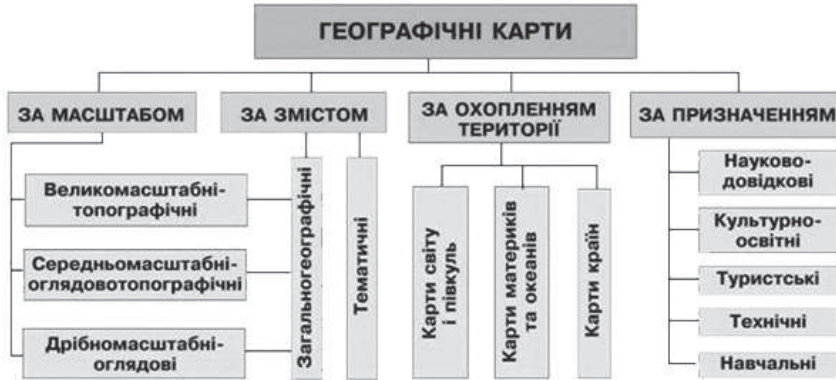 ГЕОГРАФІЧНІ КАРТИ
ЗА МАСШТАБОМ
Великомасштабні-
топографічні
Середньомасштабні-
оглядовотопографічні
Дрібномасштабні-
оглядові
ЗА ЗМІСТОМ
Загальногеографічні
Тематичні
ЗА ОХОПЛЕННЯМ
ТЕРИТОРІЇ
Карти світу
і півкуль
Карти материків
та океанів
Карти країн
ЗА ПРИЗНАЧЕННЯМ
Науково-
довідкові
Культурно-
освітні
Туристські
Технічні
Навчальні